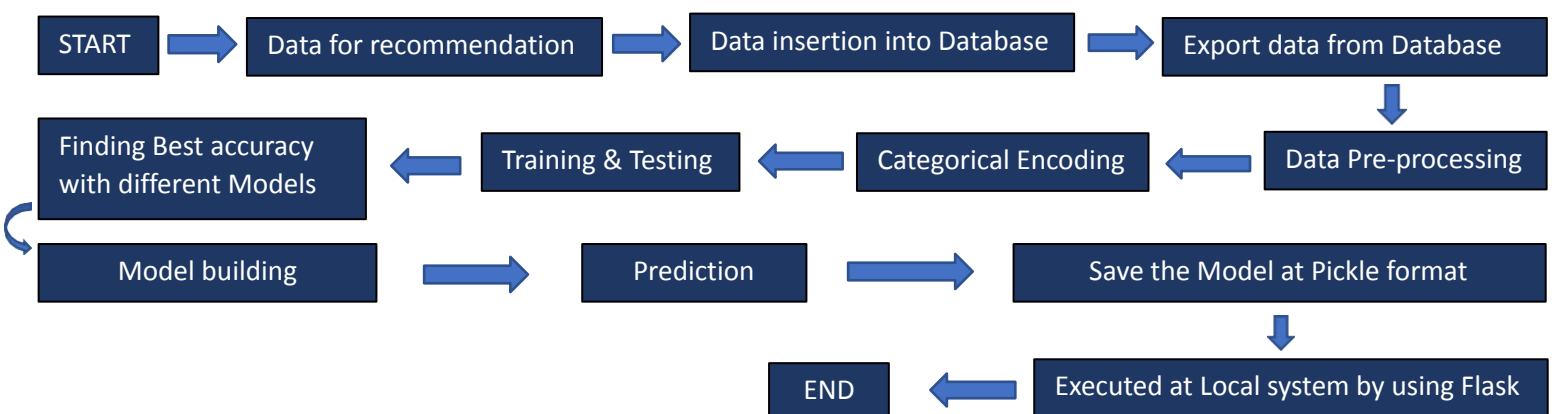 START
Data for recommendation
Data insertion into Database
Export data from Database
Data Pre-processing
Categorical Encoding
Training & Testing
Finding Best accuracy
with different Models
Model building
Prediction
Save the Model at Pickle format
Executed at Local system by using Flask
END